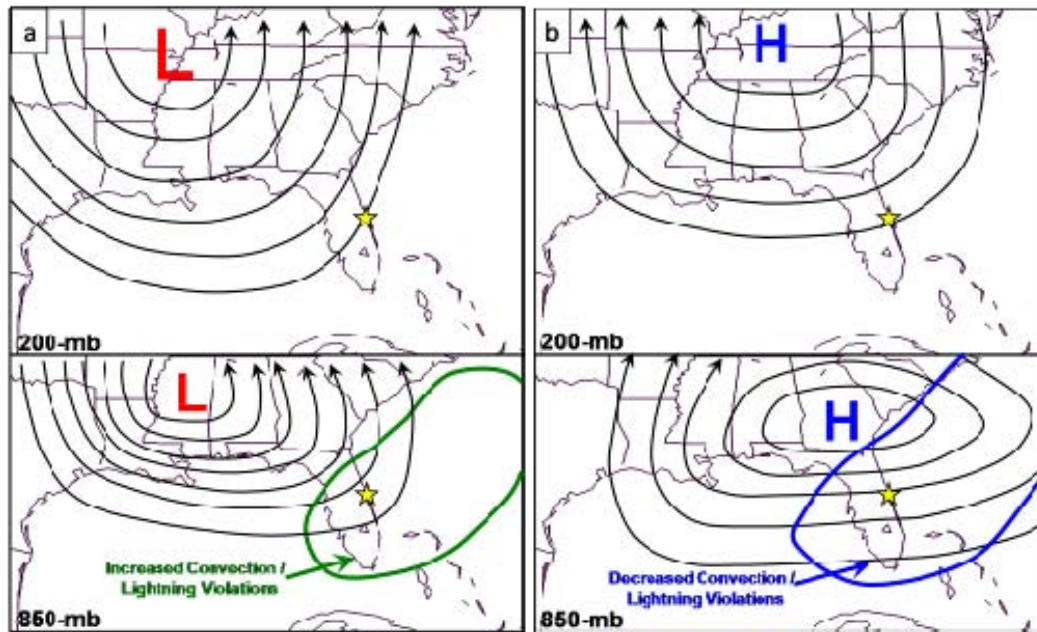 a
L
200-mb
L
Increased Convection /
Lightning Violations
850-mb
b
H
200-mb
H
Decreased Convection /
Lightning Violations
850-mb